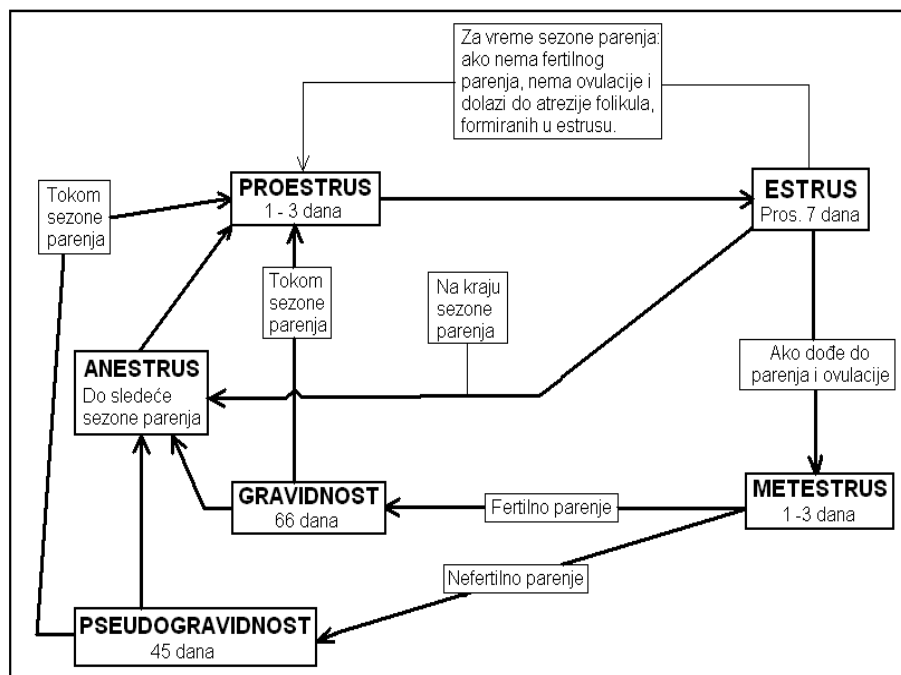 Za vreme sezone parenja:
ako nema fertilnog
parenja, nema ovulacije i
dolazi do atrezije folikula,
formiranih u estrusu.
PROESTRUS
1 - 3 dana
ESTRUS
Pros. 7 dana
Tokom
sezone
parenja
Tokom
sezone
parenja
Na kraju
sezone
parenja
ANESTRUS
Do sledeće
sezone parenja
Ako dođe do
parenja i ovulacije
GRAVIDNOST
66 dana
Fertilno parenje
METESTRUS
1 -3 dana
Nefertilno parenje
PSEUDOGRAVIDNOST
45 dana